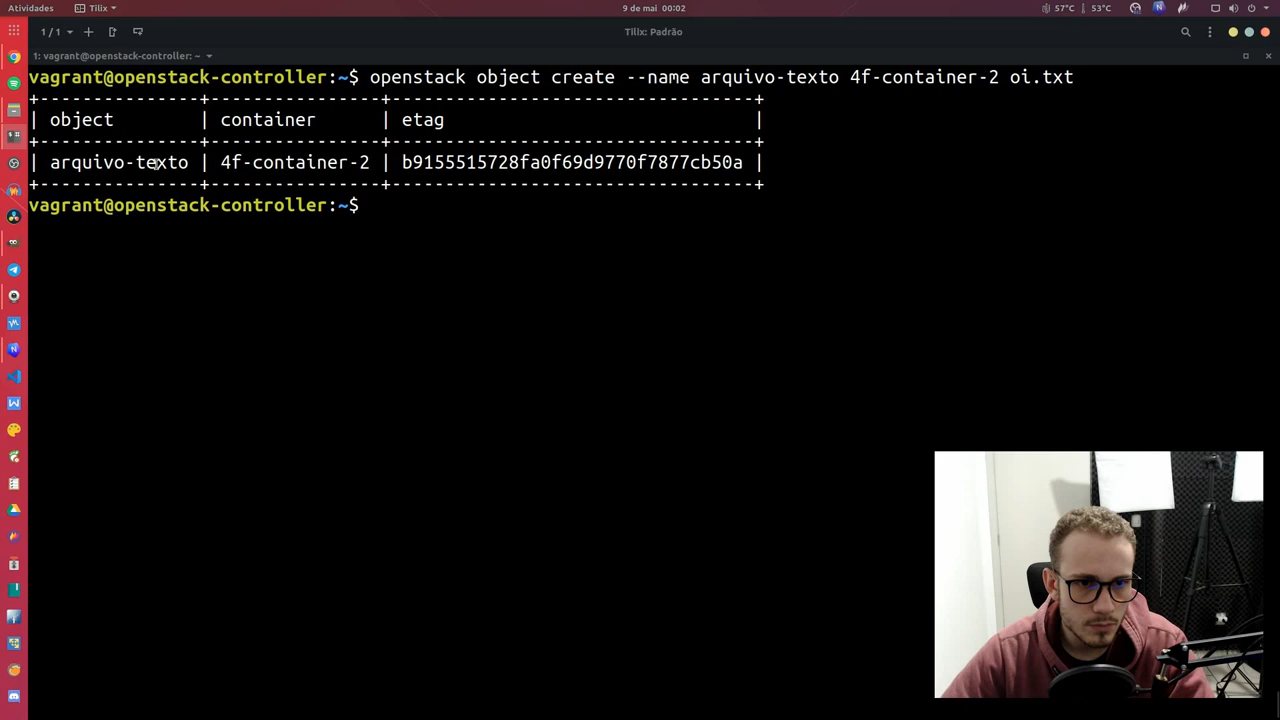 Atividades
Tilix
9 de mai 00:02
57°C
53°C
1 / 1
Tilix: Padrão
1: vagrant@openstack-controller: ~
vagrant@openstack-controller:~$ openstack object create --name arquivo-texto 4f-container-2 oi.txt
+---------------+----------------+----------------------------------+
| object | container | etag |
+---------------+----------------+----------------------------------+
| arquivo-texto | 4f-container-2 | b9155515728fa0f69d9770f7877cb50a |
+---------------+----------------+----------------------------------+
vagrant@openstack-controller:~$